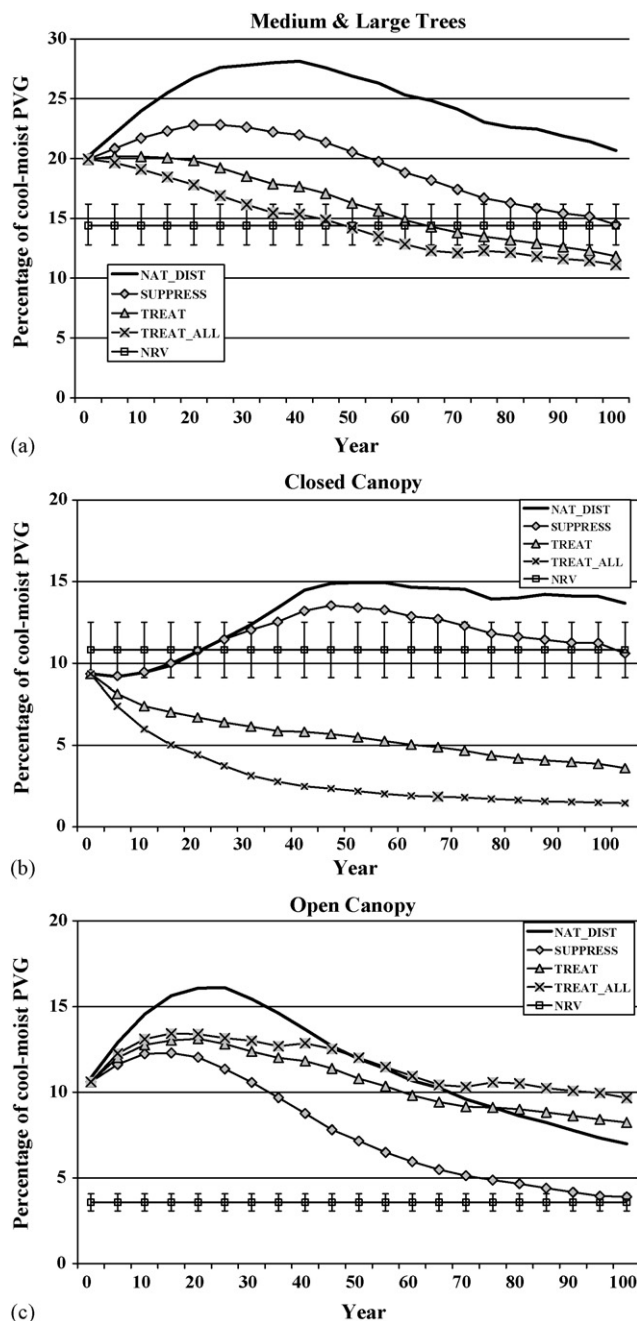 Medium & Large Trees
30
25
20
15
10
5
0
Percentage of cool-moist PVG
NAT_DIST
SUPPRESS
TREAT
TREAT_ALL
NRV
0 10 20 30 40 50 60 70 80 90 100
Year
(a)
Closed Canopy
20
15
10
5
0
Percentage of cool-moist PVG
NAT_DIST
SUPPRESS
TREAT
TREAT_ALL
NRV
0 10 20 30 40 50 60 70 80 90 100
Year
(b)
Open Canopy
20
15
10
5
0
Percentage of cool-moist PVG
NAT_DIST
SUPPRESS
TREAT
TREAT_ALL
NRV
0 10 20 30 40 50 60 70 80 90 100
Year
(c)